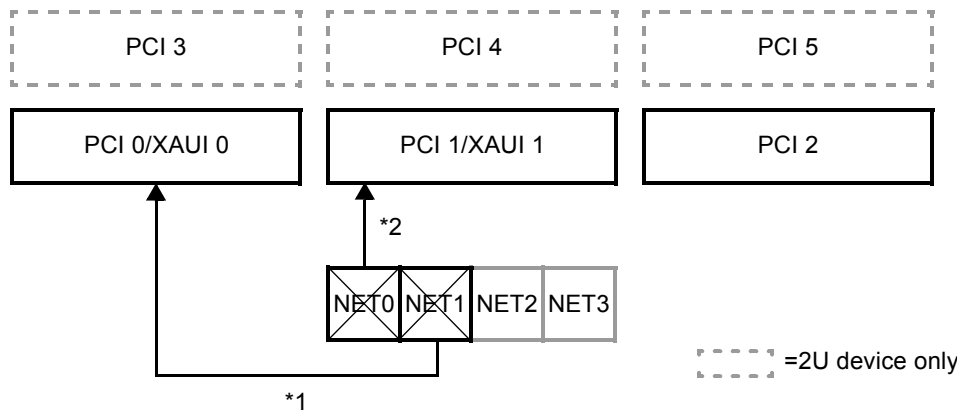 PCI 3
PCI 4
PCI 5
PCI 0/XAUI 0
PCI 1/XAUI 1
PCI 2
*2
NET0
NET1
NET2
NET3
=2U device only
*1